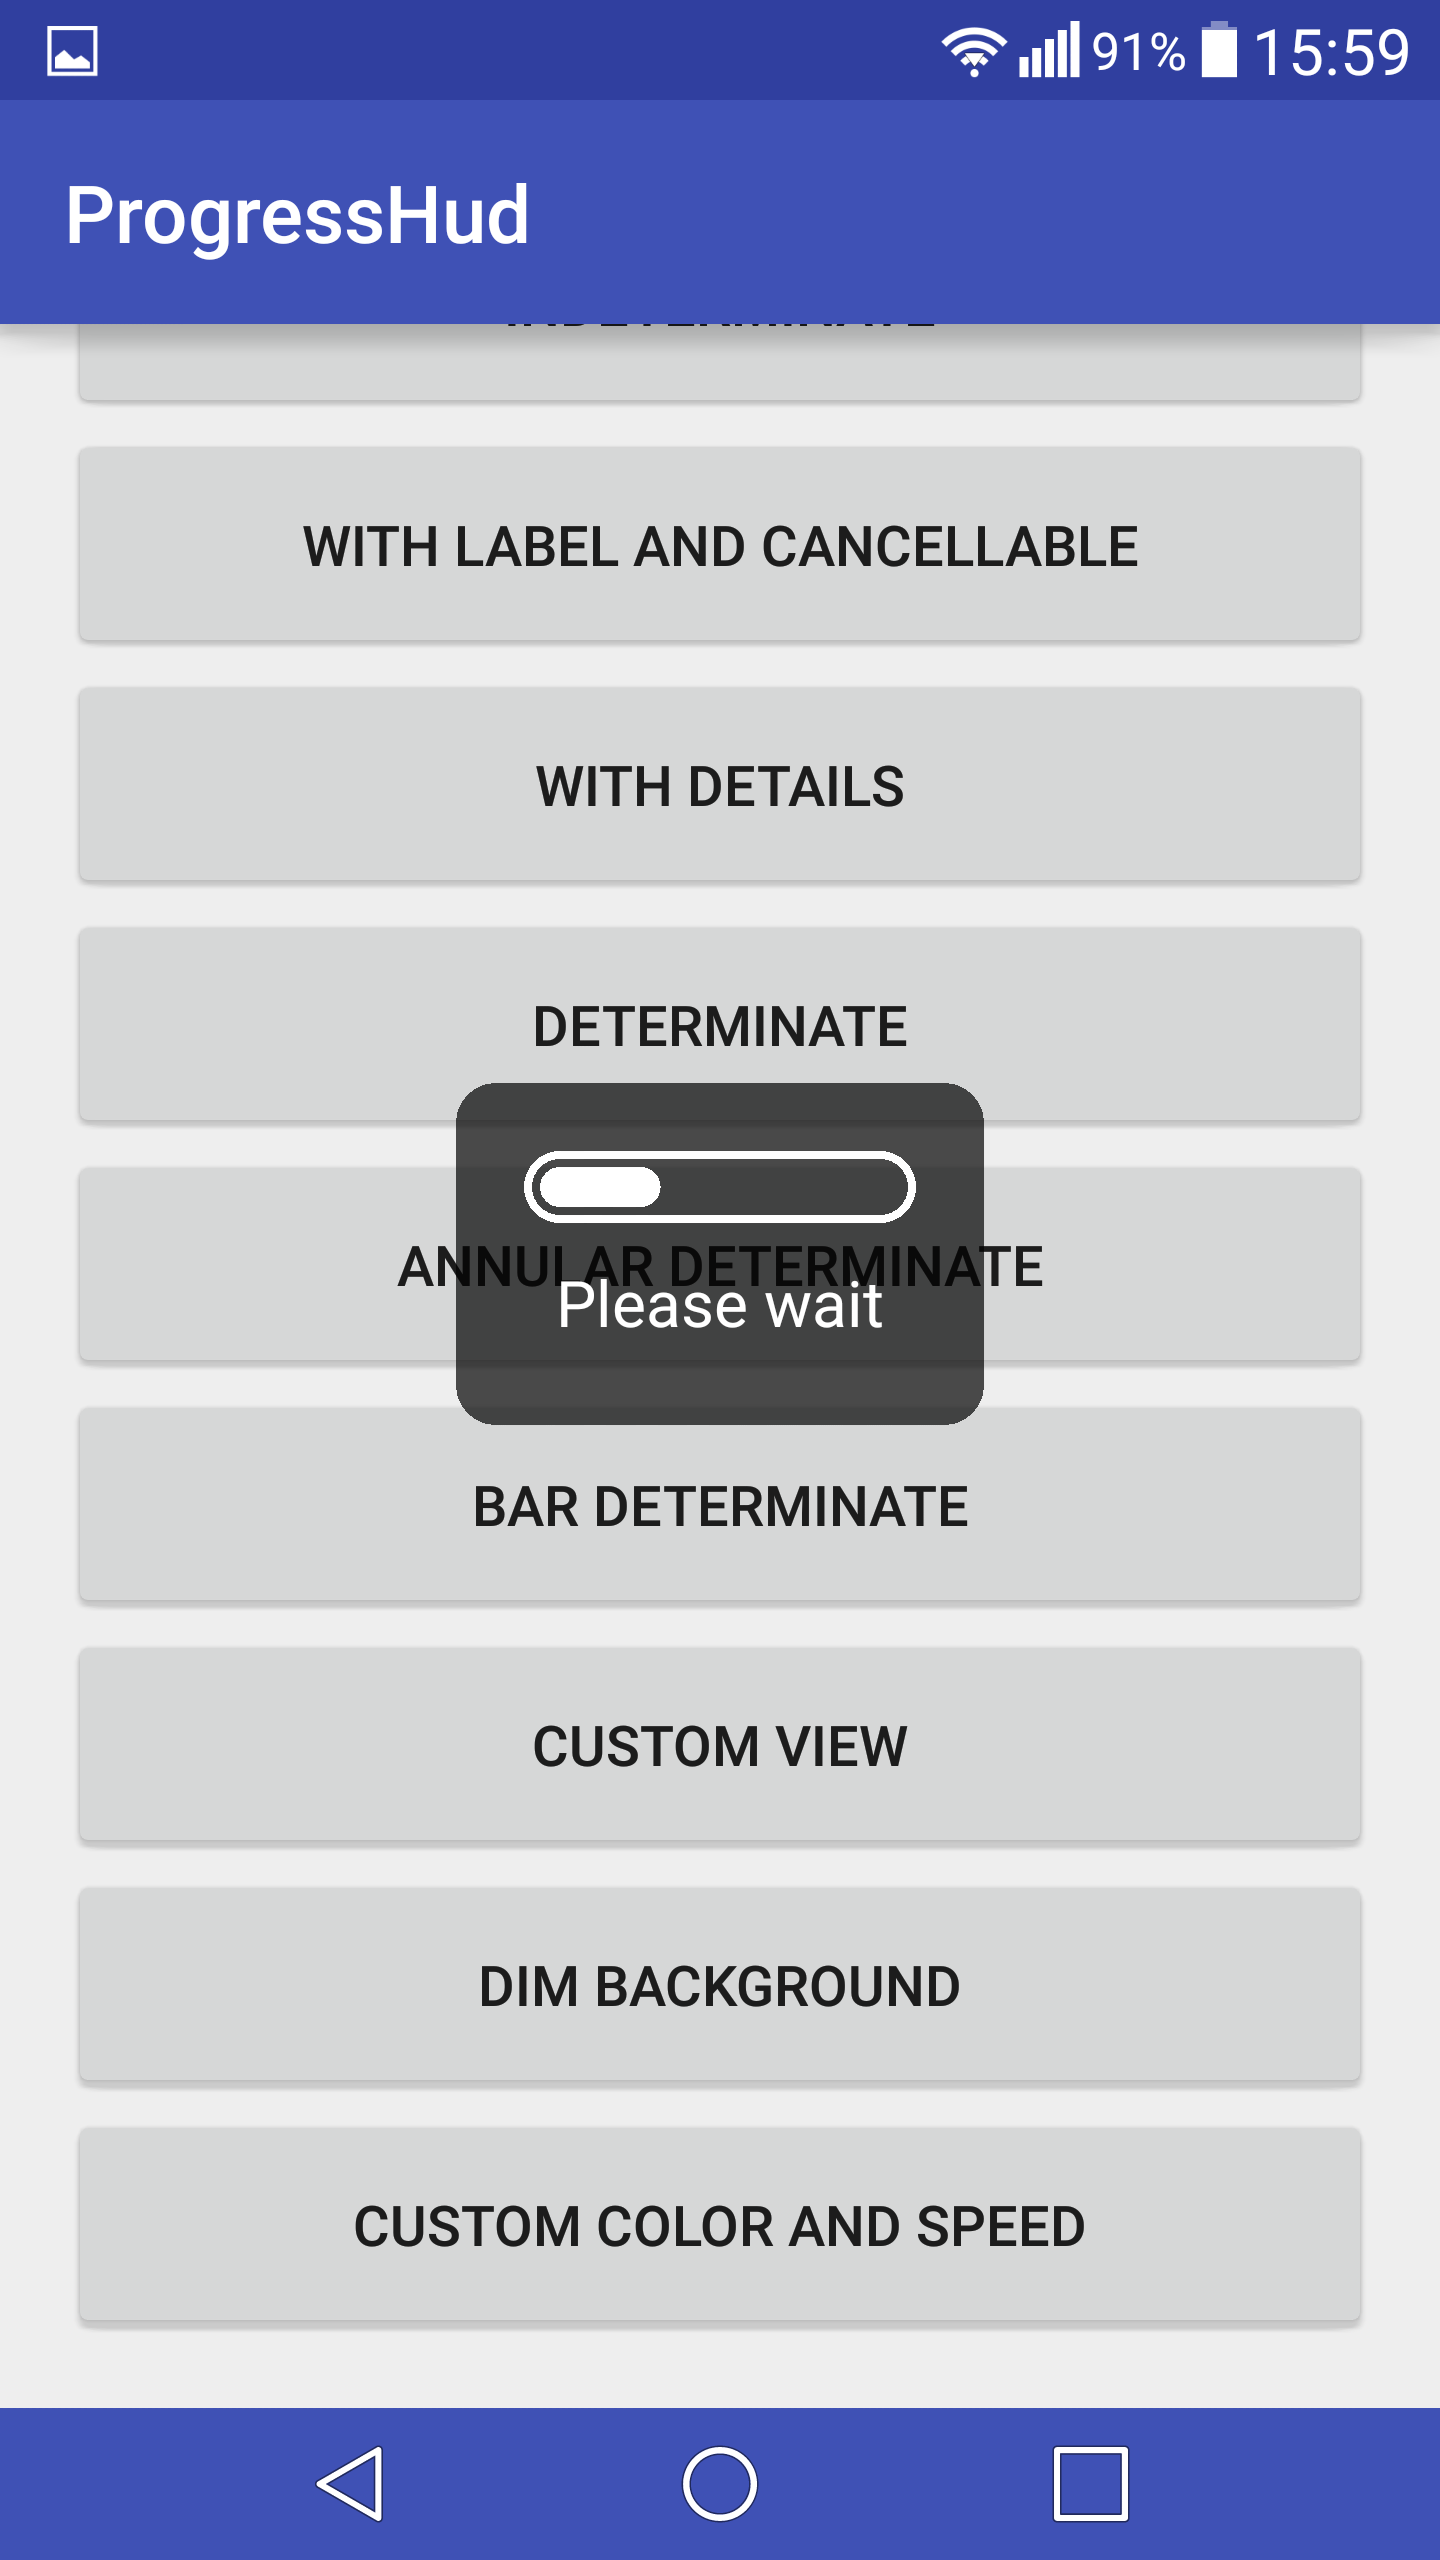 91% 15:59
ProgressHud
INDETERMINATE
WITH LABEL AND CANCELLABLE
WITH DETAILS
DETERMINATE
ANNULAR DETERMINATE
Please wait
BAR DETERMINATE
CUSTOM VIEW
DIM BACKGROUND
CUSTOM COLOR AND SPEED